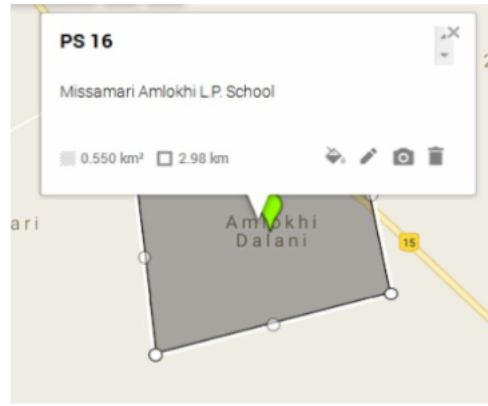 PS 16
Missamari Amlokhi L.P. School
0.550 km² 2.98 km
ari
Amlokhi
Dalani
15